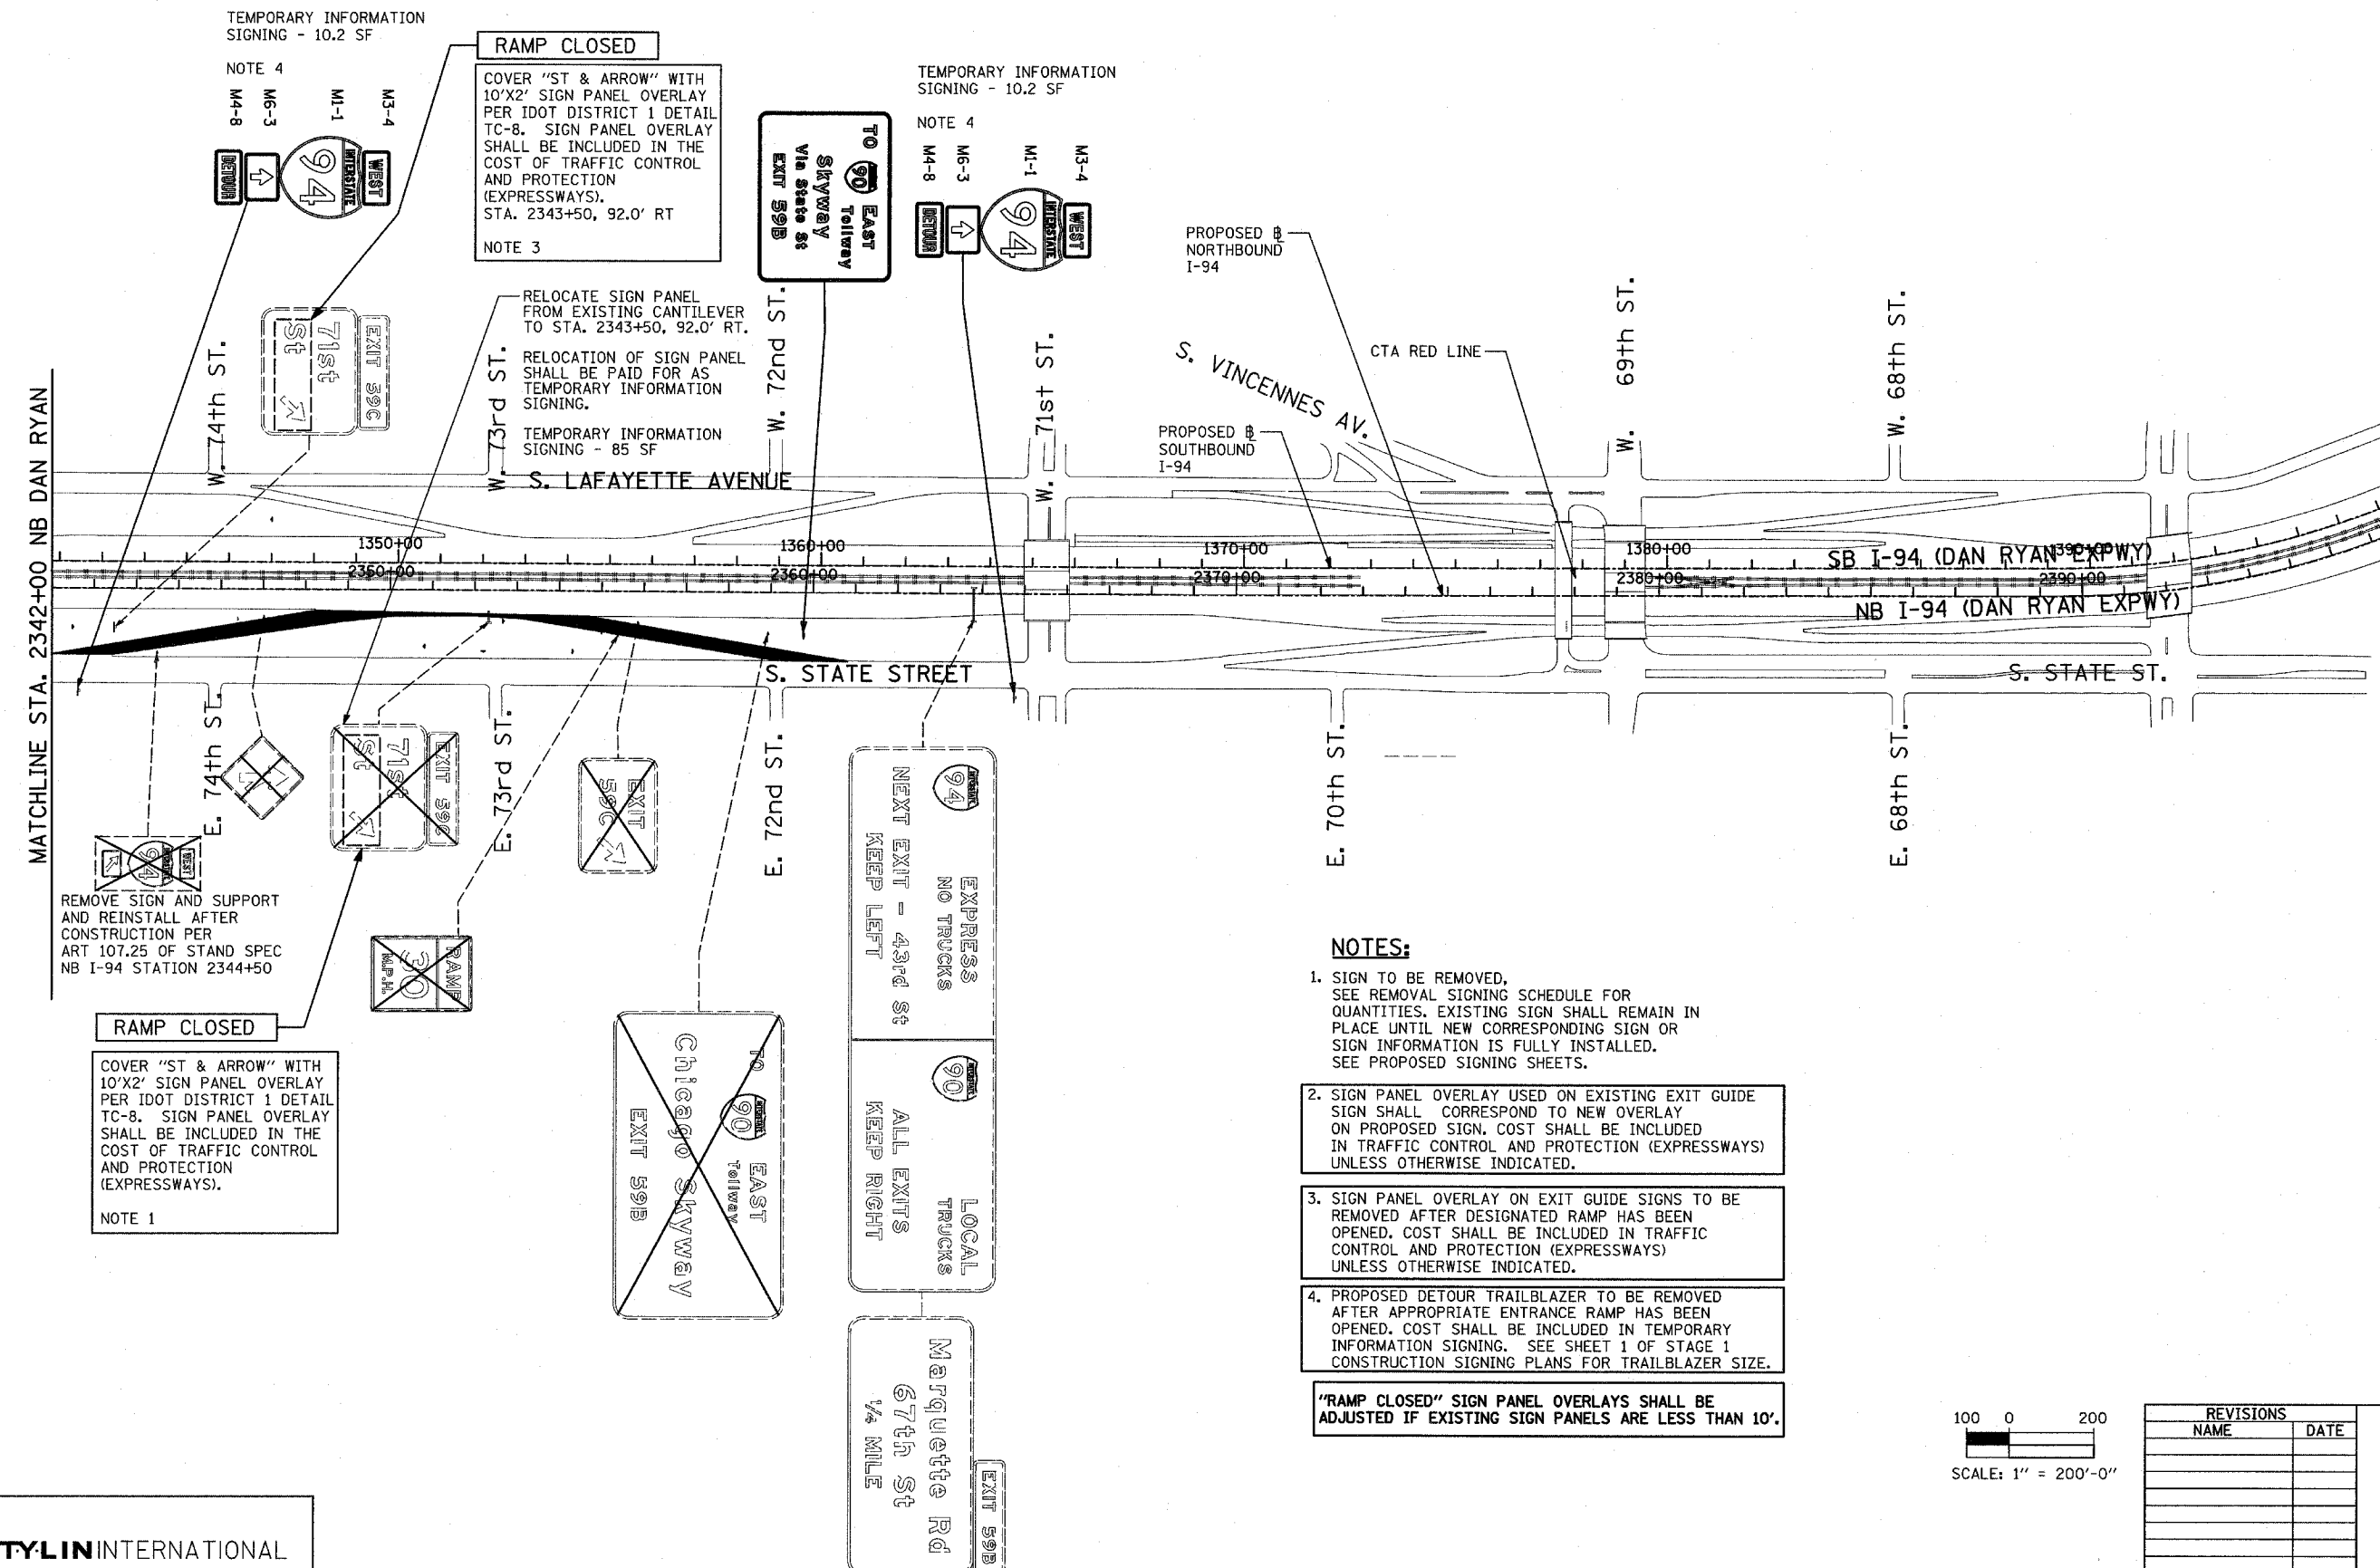 TEMPORARY INFORMATION
SIGNING - 10.2 SF
NOTE 4
M4-8
M6-3
M1-1
M3-4
DETOUR
INTERSTATE
94
WEST
RAMP CLOSED
COVER "ST & ARROW" WITH
10'X2' SIGN PANEL OVERLAY
PER IDOT DISTRICT 1 DETAIL
TC-8. SIGN PANEL OVERLAY
SHALL BE INCLUDED IN THE
COST OF TRAFFIC CONTROL
AND PROTECTION
(EXPRESSWAYS).
STA. 2343+50, 92.0' RT
NOTE 3
TO 90 EAST
Tollway
Skyway
Via State St
EXIT 59B
TEMPORARY INFORMATION
SIGNING - 10.2 SF
NOTE 4
M4-8
M6-3
M1-1
M3-4
DETOUR
INTERSTATE
94
WEST
PROPOSED B̲L
NORTHBOUND
I-94
RELOCATE SIGN PANEL
FROM EXISTING CANTILEVER
TO STA. 2343+50, 92.0' RT.
RELOCATION OF SIGN PANEL
SHALL BE PAID FOR AS
TEMPORARY INFORMATION
SIGNING.
TEMPORARY INFORMATION
SIGNING - 85 SF
EXIT 59C
71st
St
W. 74th ST.
W. 73rd ST.
W. 72nd ST.
W. 71st ST.
S. VINCENNES AV.
CTA RED LINE
W. 69th ST.
W. 68th ST.
PROPOSED B̲L
SOUTHBOUND
I-94
S. LAFAYETTE AVENUE
MATCHLINE STA. 2342+00 NB DAN RYAN
1350+00
1360+00
1370+00
1380+00
1390+00
SB I-94 (DAN RYAN EXPWY)
2350+00
2360+00
2370+00
2380+00
2390+00
NB I-94 (DAN RYAN EXPWY)
S. STATE STREET
S. STATE ST.
E. 74th ST.
E. 73rd ST.
E. 72nd ST.
E. 70th ST.
E. 68th ST.
WEST
94
REMOVE SIGN AND SUPPORT
AND REINSTALL AFTER
CONSTRUCTION PER
ART 107.25 OF STAND SPEC
NB I-94 STATION 2344+50
EXIT 59C
71st
St
RAMP
30
M.P.H.
EXIT
59C
RAMP CLOSED
COVER "ST & ARROW" WITH
10'X2' SIGN PANEL OVERLAY
PER IDOT DISTRICT 1 DETAIL
TC-8. SIGN PANEL OVERLAY
SHALL BE INCLUDED IN THE
COST OF TRAFFIC CONTROL
AND PROTECTION
(EXPRESSWAYS).
NOTE 1
TO 90 EAST
Tollway
Chicago Skyway
EXIT 59B
94 EXPRESS
NO TRUCKS
NEXT EXIT - 43rd St
KEEP LEFT
90 LOCAL
TRUCKS
ALL EXITS
KEEP RIGHT
EXIT 59B
Marquette Rd
67th St
1/4 MILE
NOTES:
1. SIGN TO BE REMOVED,
SEE REMOVAL SIGNING SCHEDULE FOR
QUANTITIES. EXISTING SIGN SHALL REMAIN IN
PLACE UNTIL NEW CORRESPONDING SIGN OR
SIGN INFORMATION IS FULLY INSTALLED.
SEE PROPOSED SIGNING SHEETS.
2. SIGN PANEL OVERLAY USED ON EXISTING EXIT GUIDE
SIGN SHALL CORRESPOND TO NEW OVERLAY
ON PROPOSED SIGN. COST SHALL BE INCLUDED
IN TRAFFIC CONTROL AND PROTECTION (EXPRESSWAYS)
UNLESS OTHERWISE INDICATED.
3. SIGN PANEL OVERLAY ON EXIT GUIDE SIGNS TO BE
REMOVED AFTER DESIGNATED RAMP HAS BEEN
OPENED. COST SHALL BE INCLUDED IN TRAFFIC
CONTROL AND PROTECTION (EXPRESSWAYS)
UNLESS OTHERWISE INDICATED.
4. PROPOSED DETOUR TRAILBLAZER TO BE REMOVED
AFTER APPROPRIATE ENTRANCE RAMP HAS BEEN
OPENED. COST SHALL BE INCLUDED IN TEMPORARY
INFORMATION SIGNING. SEE SHEET 1 OF STAGE 1
CONSTRUCTION SIGNING PLANS FOR TRAILBLAZER SIZE.
"RAMP CLOSED" SIGN PANEL OVERLAYS SHALL BE
ADJUSTED IF EXISTING SIGN PANELS ARE LESS THAN 10'.
100 0 200
SCALE: 1" = 200'-0"
REVISIONS
NAME DATE
TY·LIN INTERNATIONAL